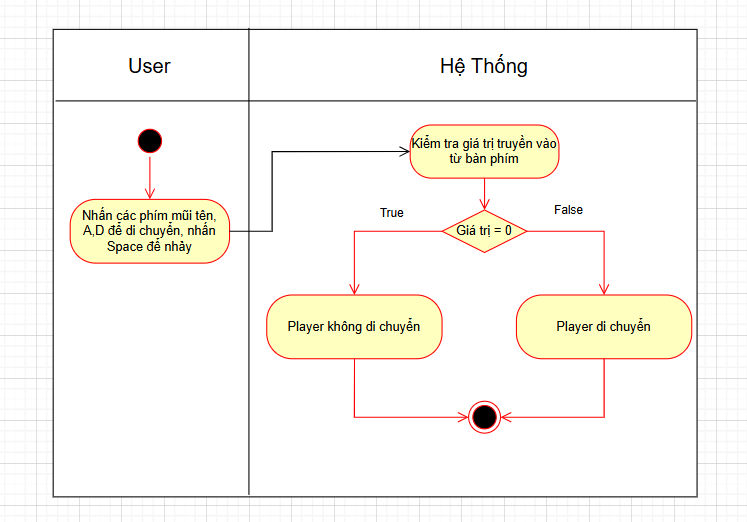 User
Hệ Thống
Nhấn các phím mũi tên,
A,D để di chuyển, nhấn
Space để nhảy
Kiểm tra giá trị truyền vào
từ bàn phím
True
False
Giá trị = 0
Player không di chuyển
Player di chuyển